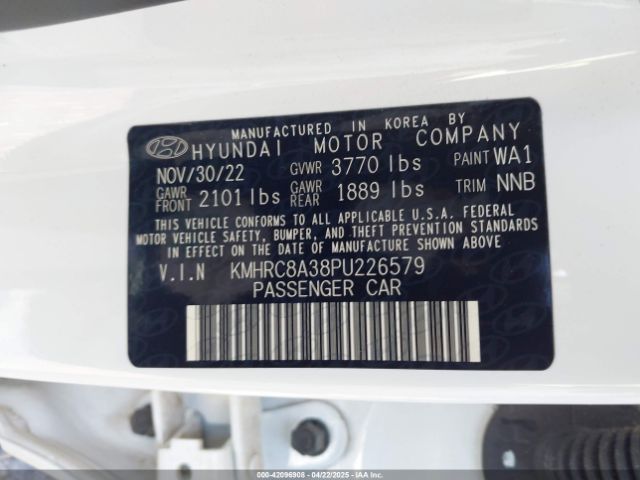 MANUFACTURED IN KOREA BY
HYUNDAI MOTOR COMPANY
NOV/30/22 GVWR 3770 lbs PAINT WA1
GAWR FRONT 2101 lbs GAWR REAR 1889 lbs TRIM NNB
THIS VEHICLE CONFORMS TO ALL APPLICABLE U.S.A. FEDERAL
MOTOR VEHICLE SAFETY, BUMPER, AND THEFT PREVENTION STANDARDS
IN EFFECT ON THE DATE OF MANUFACTURE SHOWN ABOVE.
V.I.N KMHRC8A38PU226579
PASSENGER CAR
000-42096908 - 04/22/2025 - IAAI.COM